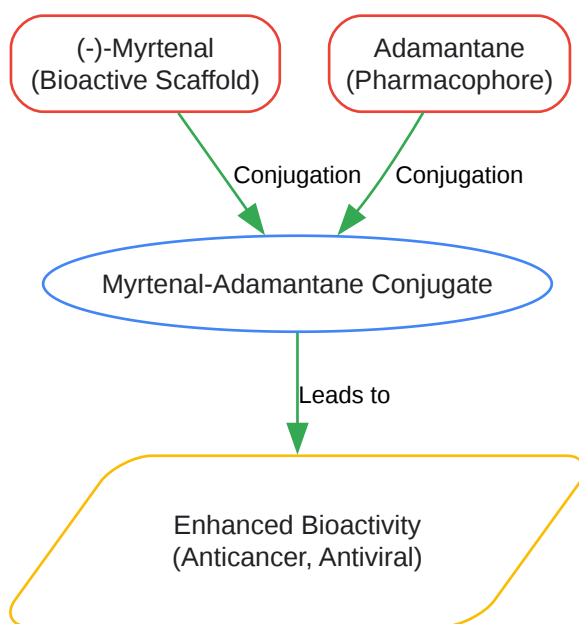 (-)-Myrtenal
(Bioactive Scaffold)
Adamantane
(Pharmacophore)
Conjugation
Conjugation
Myrtenal-Adamantane Conjugate
Leads to
Enhanced Bioactivity
(Anticancer, Antiviral)